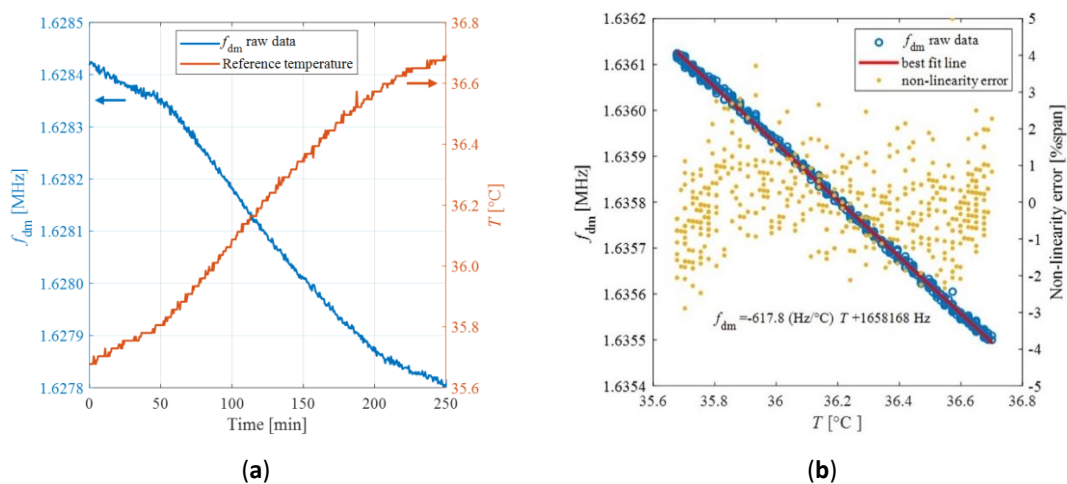 1.6285
1.6284
1.6283
1.6282
1.6281
1.6280
1.6279
1.6278
f_dm [MHz]
f_dm raw data
Reference temperature
36.8
36.6
36.4
36.2
36.0
35.8
35.6
T [°C]
0 50 100 150 200 250
Time [min]
(a)
1.6362
1.6361
1.6360
1.6359
1.6358
1.6357
1.6356
1.6355
1.6354
f_dm [MHz]
f_dm raw data
best fit line
non-linearity error
f_dm =-617.8 (Hz/°C) T +1658168 Hz
5
4
3
2
1
0
-1
-2
-3
-4
-5
Non-linearity error [%span]
35.6 35.8 36 36.2 36.4 36.6 36.8
T [°C]
(b)